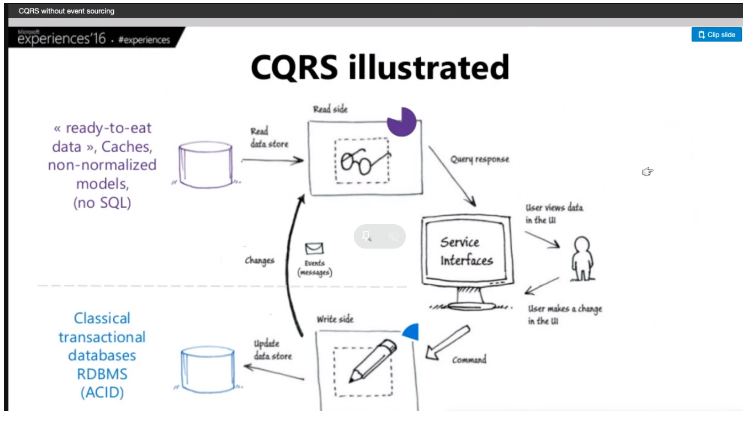 CQRS without event sourcing
Microsoft
experiences'16 . #experiences
Clip slide
CQRS illustrated
« ready-to-eat
data », Caches,
non-normalized
models,
(no SQL)
Read
data store
Read side
Query response
Service
Interfaces
User views data
in the UI
User makes a change
in the UI
Changes
Events
(messages)
Classical
transactional
databases
RDBMS
(ACID)
Update
data store
Write side
Command